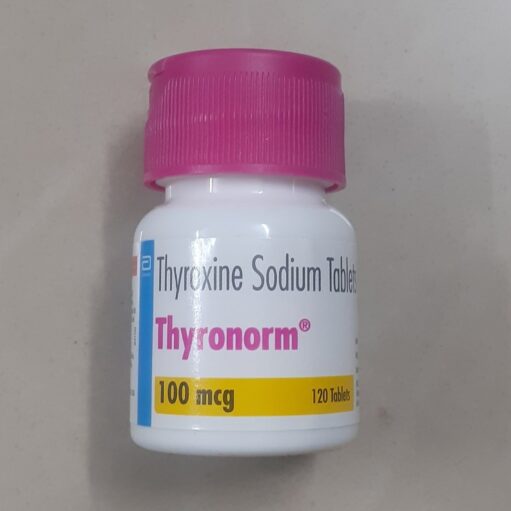 Thyroxine Sodium Tablets
Thyronorm®
100 mcg
120 Tablets